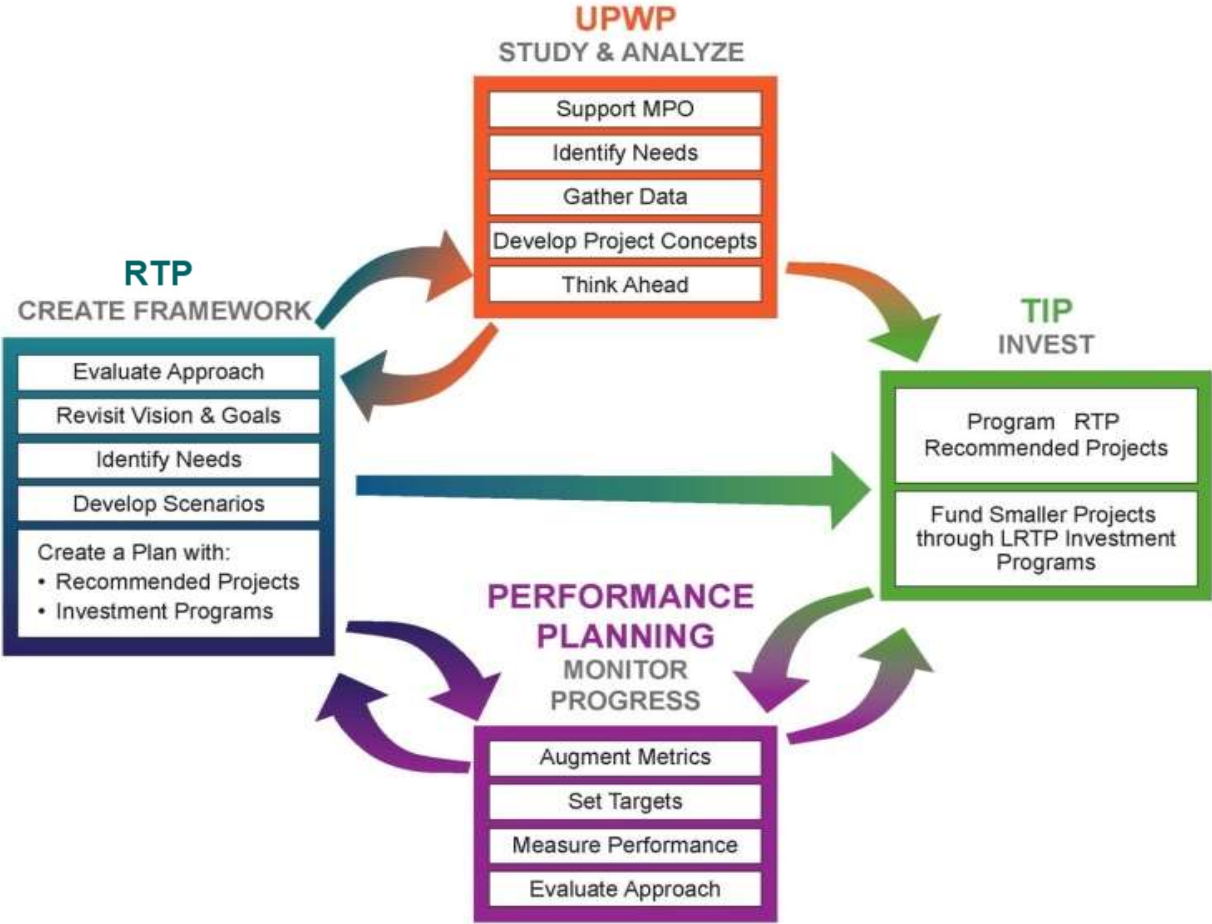 UPWP
STUDY & ANALYZE
Support MPO
Identify Needs
Gather Data
Develop Project Concepts
Think Ahead
RTP
CREATE FRAMEWORK
Evaluate Approach
Revisit Vision & Goals
Identify Needs
Develop Scenarios
Create a Plan with:
• Recommended Projects
• Investment Programs
TIP
INVEST
Program RTP
Recommended Projects
Fund Smaller Projects
through LRTP Investment
Programs
PERFORMANCE
PLANNING
MONITOR
PROGRESS
Augment Metrics
Set Targets
Measure Performance
Evaluate Approach